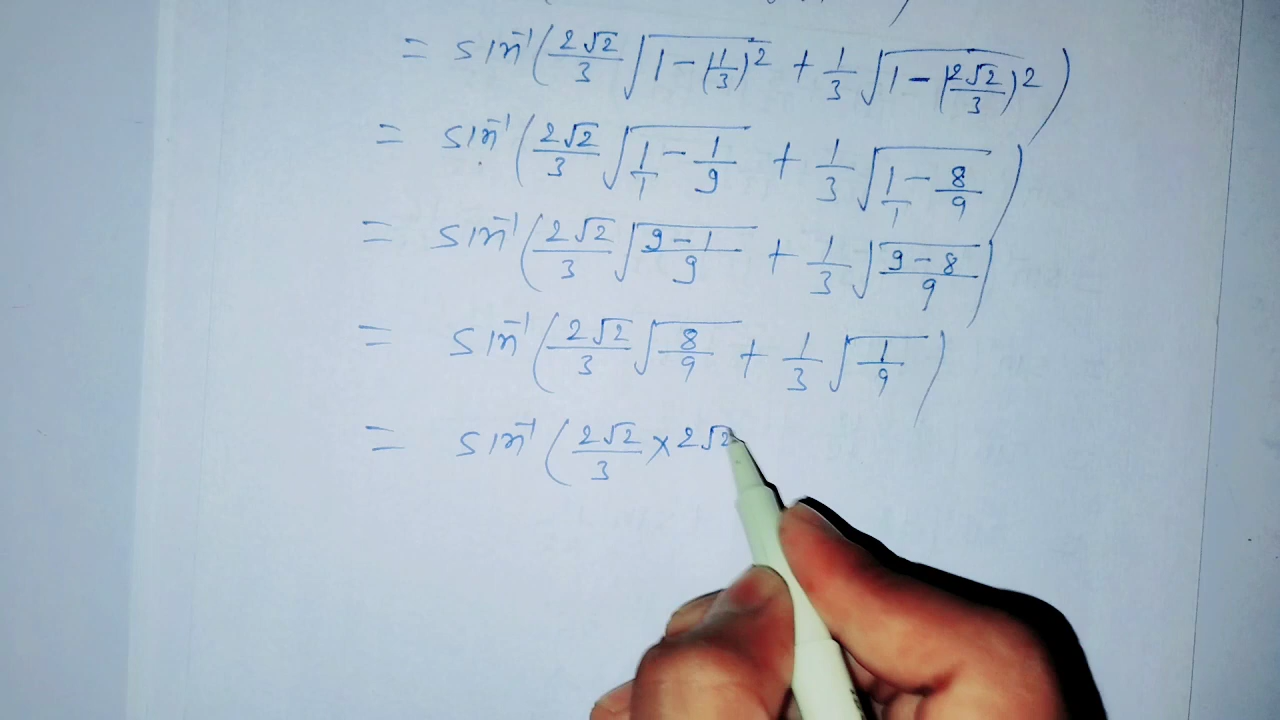 = sin⁻¹(2√2/3 √(1 − (1/3)²) + 1/3 √(1 − (2√2/3)²))
= sin⁻¹(2√2/3 √(1/1 − 1/9) + 1/3 √(1/1 − 8/9))
= sin⁻¹(2√2/3 √((9 − 1)/9) + 1/3 √((9 − 8)/9))
= sin⁻¹(2√2/3 √(8/9) + 1/3 √(1/9))
= sin⁻¹(2√2/3 × 2√2